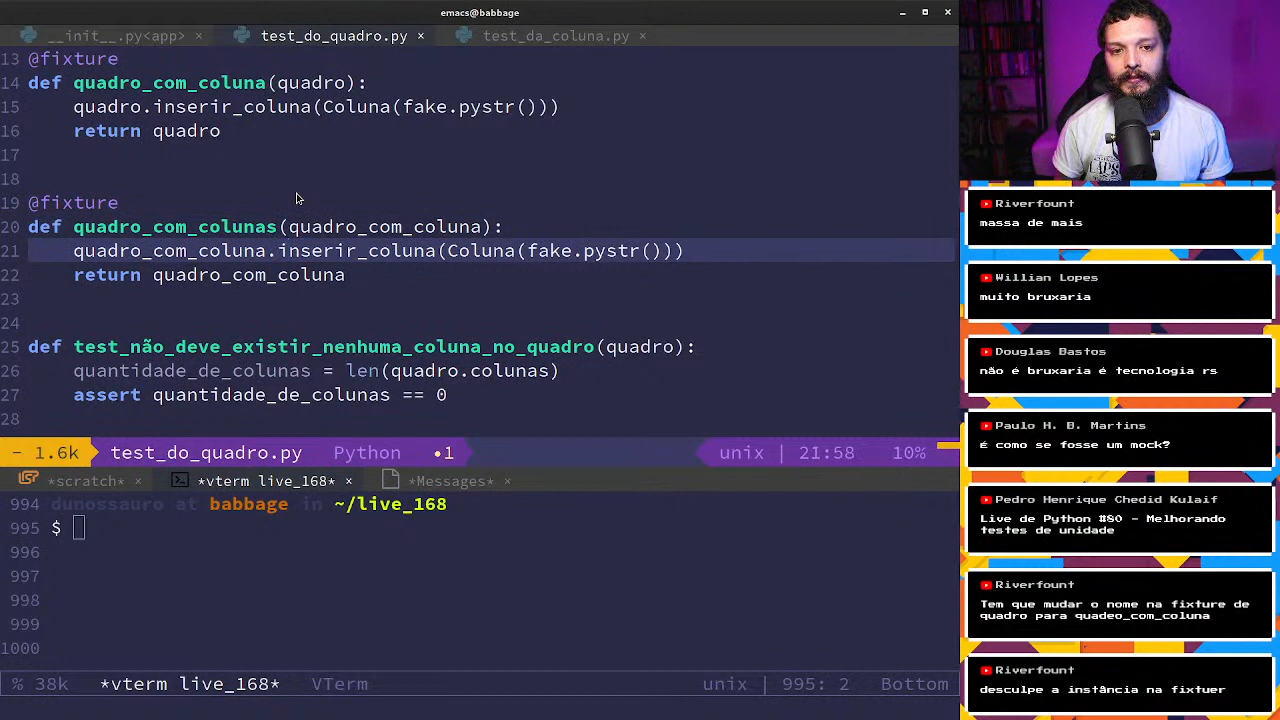 emacs@babbage
__init__.py<app> ×
test_do_quadro.py ×
test_da_coluna.py ×
13 @fixture
14 def quadro_com_coluna(quadro):
15 quadro.inserir_coluna(Coluna(fake.pystr()))
16 return quadro
17
18
19 @fixture
20 def quadro_com_colunas(quadro_com_coluna):
21 quadro_com_coluna.inserir_coluna(Coluna(fake.pystr()))
22 return quadro_com_coluna
23
24
25 def test_não_deve_existir_nenhuma_coluna_no_quadro(quadro):
26 quantidade_de_colunas = len(quadro.colunas)
27 assert quantidade_de_colunas == 0
28
- 1.6k test_do_quadro.py Python •1 unix | 21:58 10%
*scratch* × *vterm live_168* × *Messages* ×
994 dunossauro at babbage in ~/live_168
995 $
996
997
998
999
1000
% 38k *vterm live_168* VTerm unix | 995: 2 Bottom
Riverfount
massa de mais
Willian Lopes
muito bruxaria
Douglas Bastos
não é bruxaria é tecnologia rs
Paulo H. B. Martins
É como se fosse um mock?
Pedro Henrique Chedid Kulaif
Live de Python #80 - Melhorando
testes de unidade
Riverfount
Tem que mudar o nome na fixture de
quadro para quadeo_com_coluna
Riverfount
desculpe a instância na fixtuer